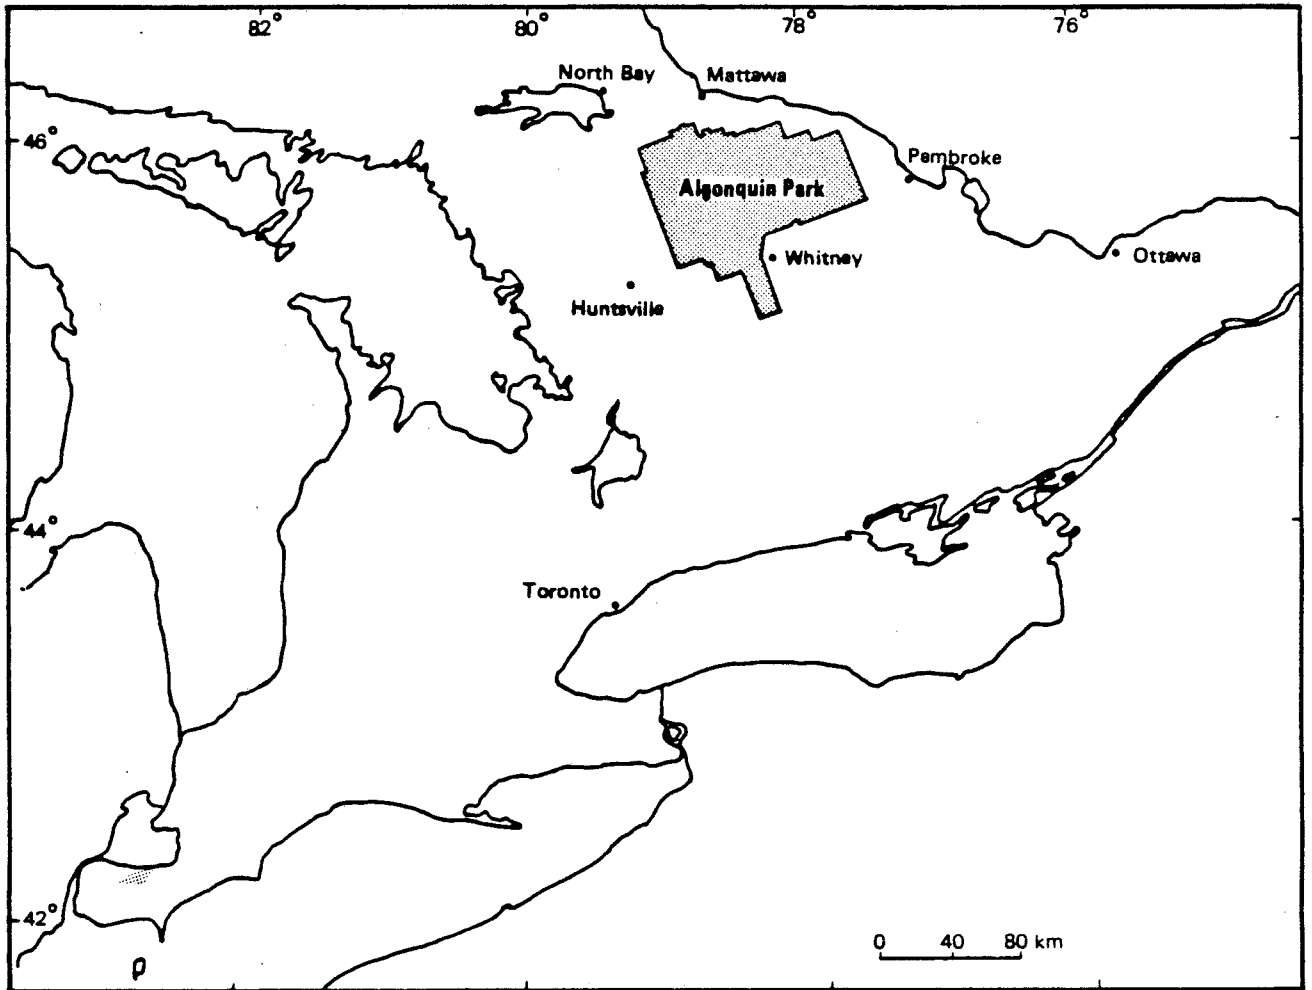 82°
80°
78°
76°
North Bay
Mattawa
46°
Pembroke
Algonquin Park
Whitney
Ottawa
Huntsville
44°
Toronto
42°
0 40 80 km